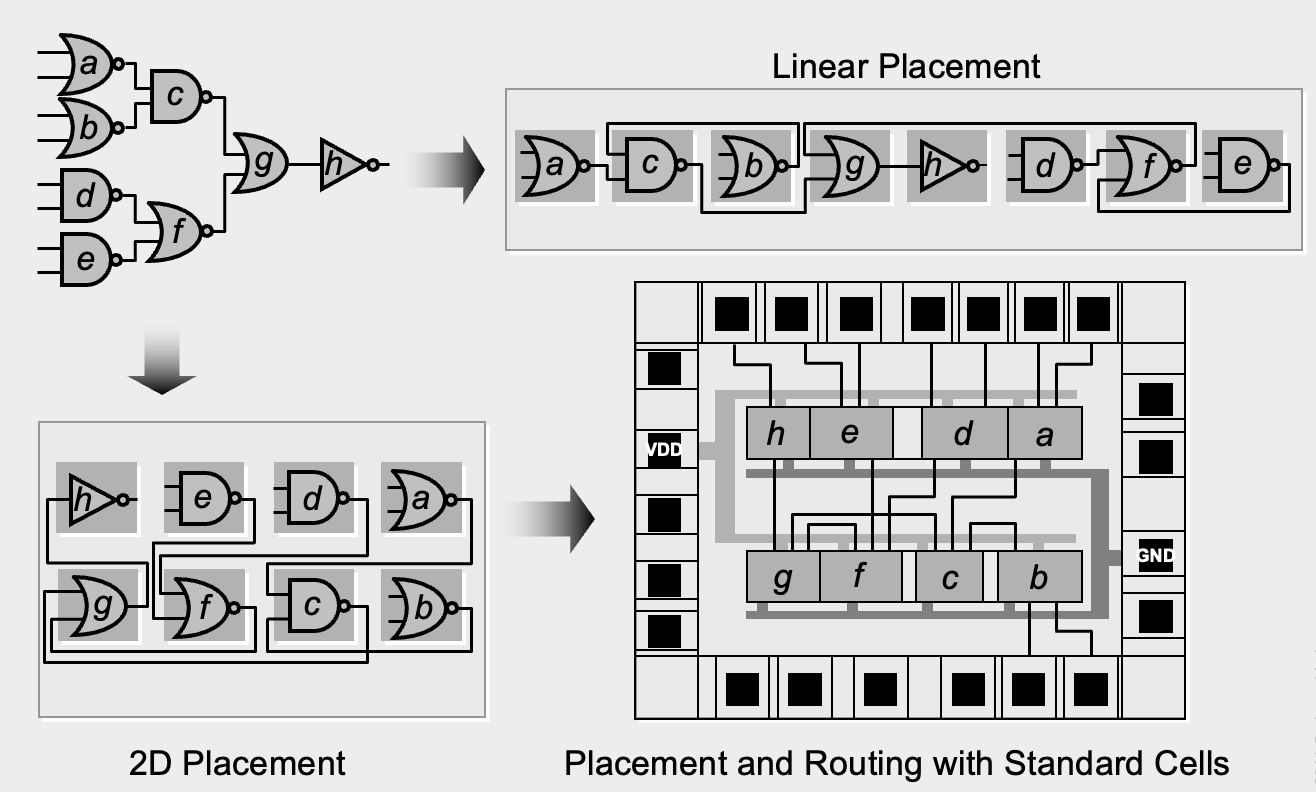 Linear Placement
a
c
b
g
h
d
f
e
a c b g h d f e
h e d a
g f c b
VDD
h e d a
g f c b
GND
2D Placement
Placement and Routing with Standard Cells